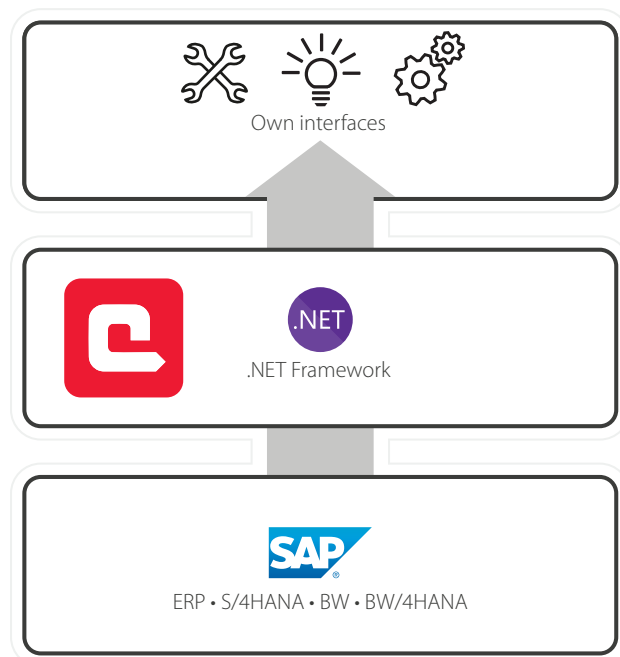 Own interfaces
.NET
.NET Framework
SAP
®
ERP • S/4HANA • BW • BW/4HANA